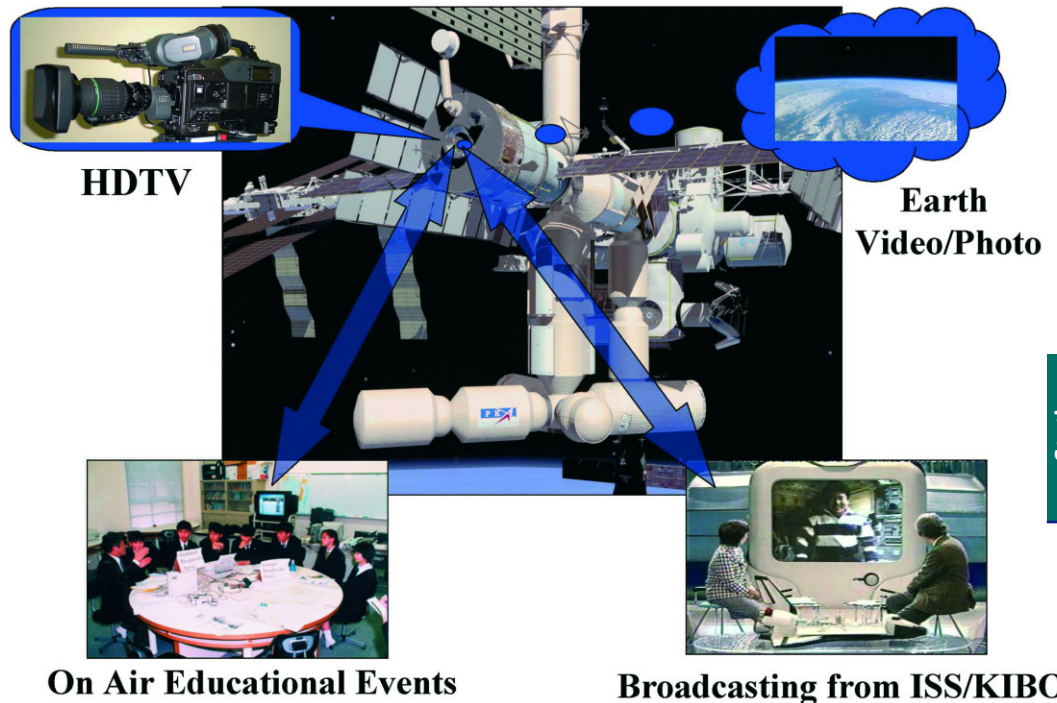 HDTV
Earth
Video/Photo
On Air Educational Events
Broadcasting from ISS/KIBO